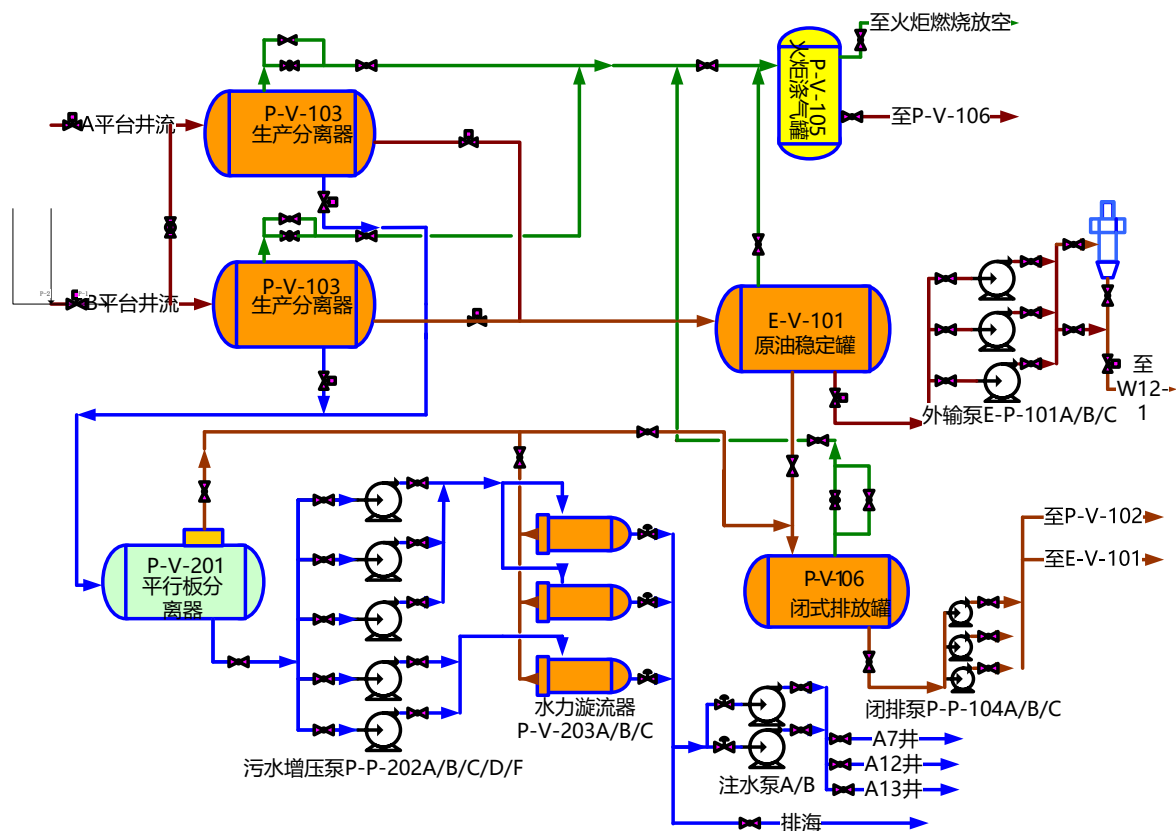 至火炬燃烧放空
P-V-105
火炬涤气罐
至P-V-106
A平台井流
P-V-103
生产分离器
B平台井流
P-2
P-1
P-V-103
生产分离器
E-V-101
原油稳定罐
外输泵E-P-101A/B/C
至
W12-
1
P-V-201
平行板分
离器
P-V-106
闭式排放罐
至P-V-102
至E-V-101
闭排泵P-P-104A/B/C
水力漩流器
P-V-203A/B/C
污水增压泵P-P-202A/B/C/D/F
注水泵A/B
A7井
A12井
A13井
排海